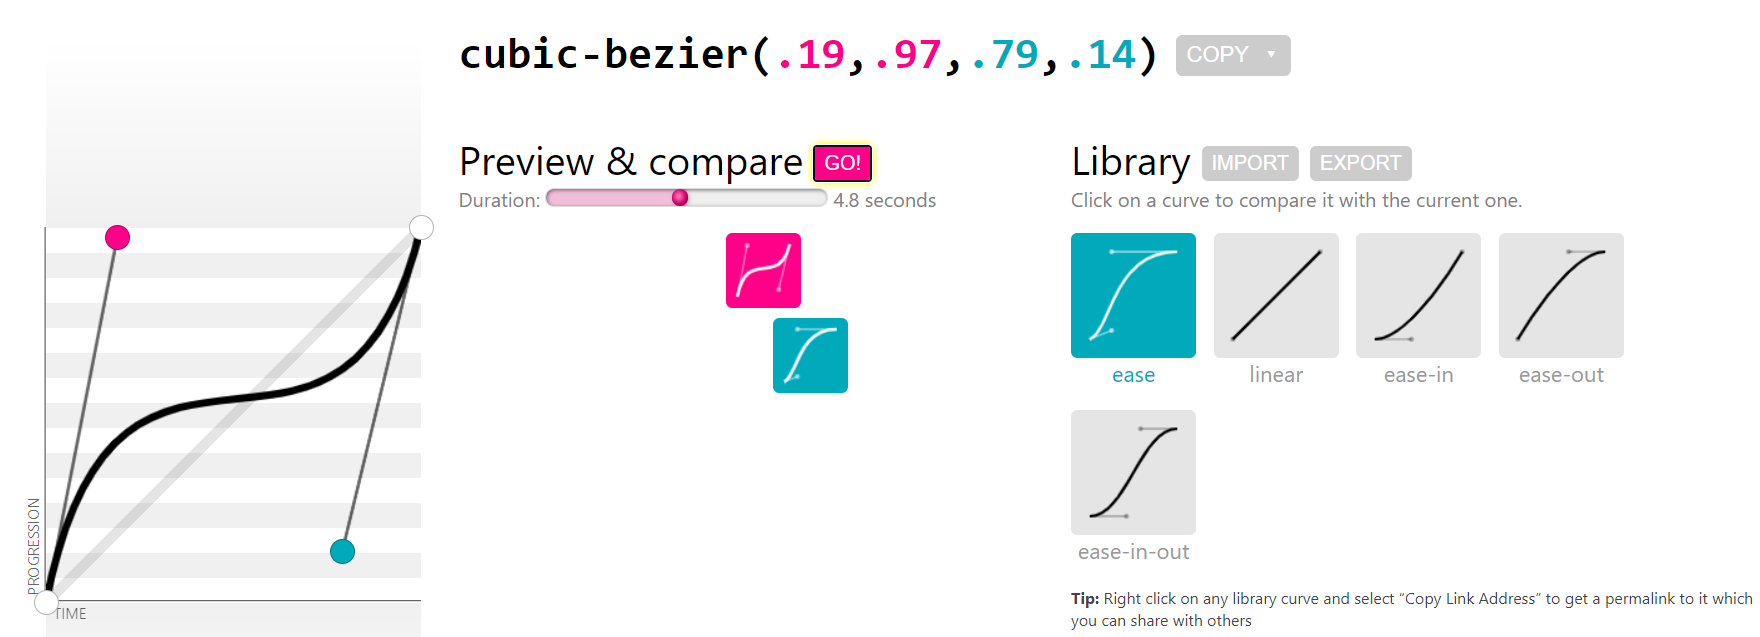 cubic-bezier(.19,.97,.79,.14) COPY
Preview & compare GO!
Duration: 4.8 seconds
Library IMPORT EXPORT
Click on a curve to compare it with the current one.
ease
linear
ease-in
ease-out
ease-in-out
Tip: Right click on any library curve and select “Copy Link Address” to get a permalink to it which
you can share with others
PROGRESSION
TIME